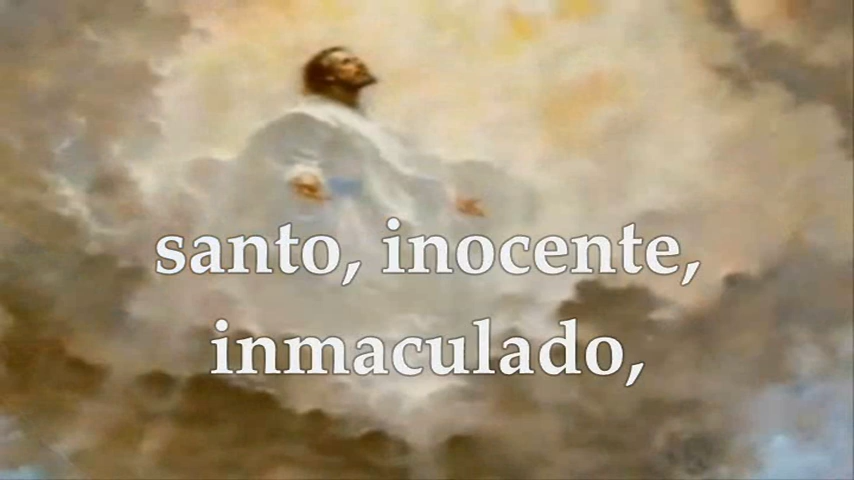 santo, inocente,
inmaculado,